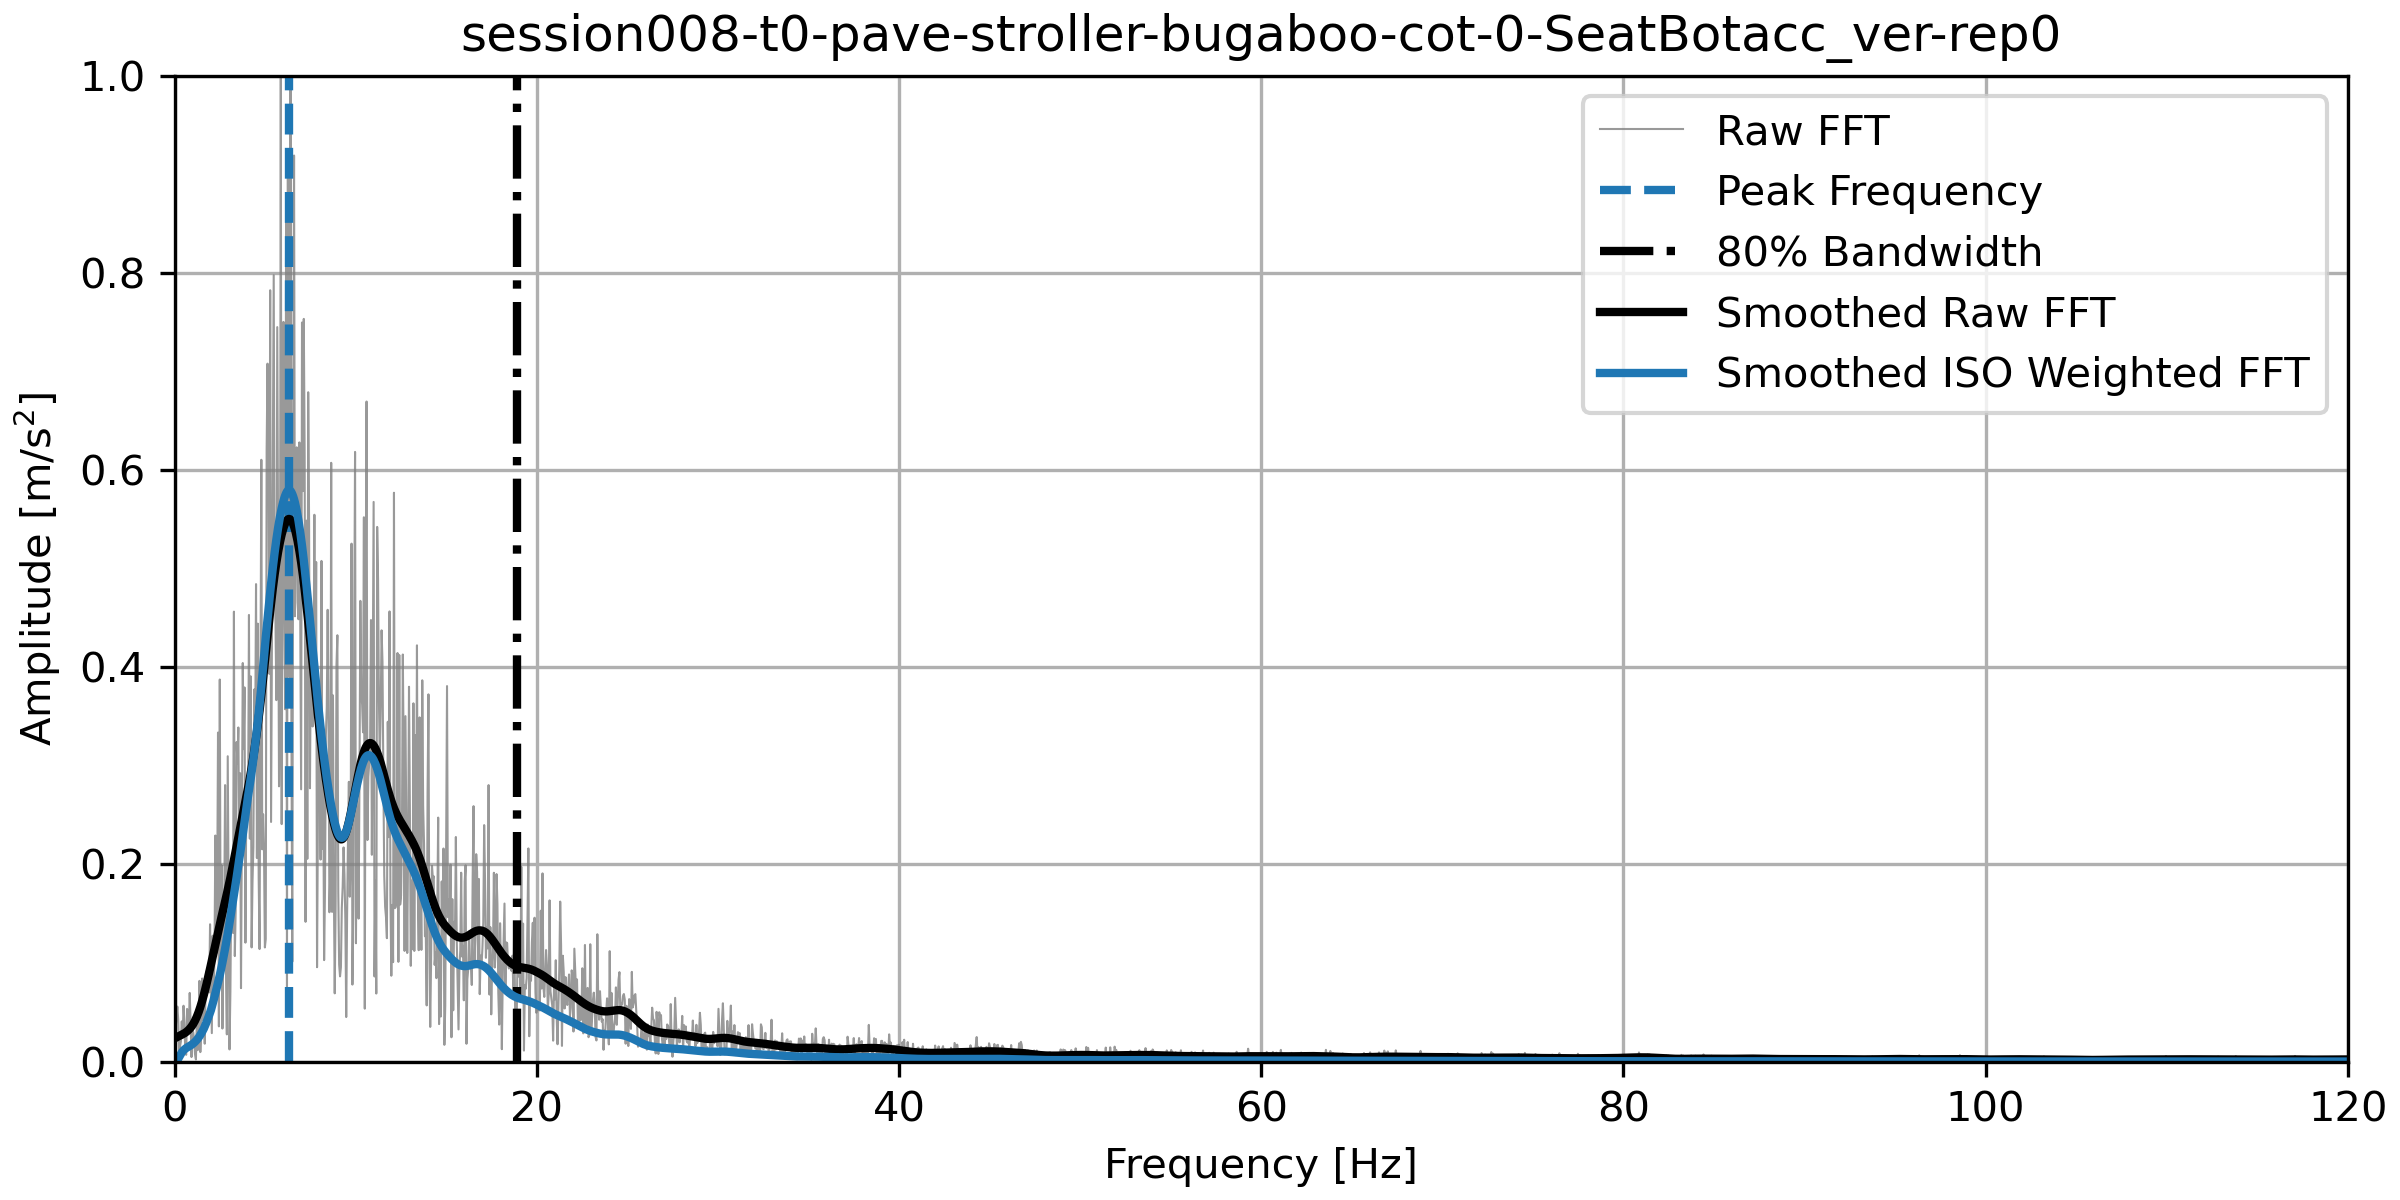 session008-t0-pave-stroller-bugaboo-cot-0-SeatBotacc_ver-rep0
1.0
0.8
0.6
0.4
0.2
0.0
Amplitude [m/s²]
Raw FFT
Peak Frequency
80% Bandwidth
Smoothed Raw FFT
Smoothed ISO Weighted FFT
0 20 40 60 80 100 120
Frequency [Hz]